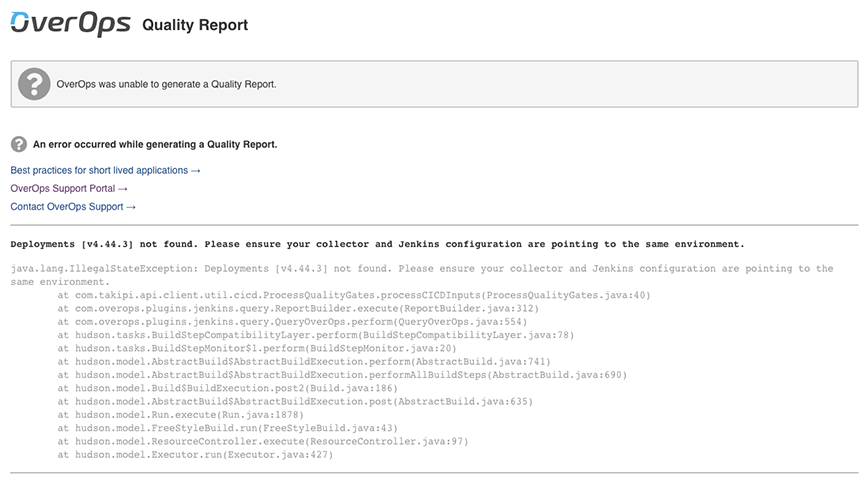 OverOps Quality Report
OverOps was unable to generate a Quality Report.
An error occurred while generating a Quality Report.
Best practices for short lived applications →
OverOps Support Portal →
Contact OverOps Support →
Deployments [v4.44.3] not found. Please ensure your collector and Jenkins configuration are pointing to the same environment.
java.lang.IllegalStateException: Deployments [v4.44.3] not found. Please ensure your collector and Jenkins configuration are pointing to the
same environment.
at com.takipi.api.client.util.cicd.ProcessQualityGates.processCICDInputs(ProcessQualityGates.java:40)
at com.overops.plugins.jenkins.query.ReportBuilder.execute(ReportBuilder.java:312)
at com.overops.plugins.jenkins.query.QueryOverOps.perform(QueryOverOps.java:554)
at hudson.tasks.BuildStepCompatibilityLayer.perform(BuildStepCompatibilityLayer.java:78)
at hudson.tasks.BuildStepMonitor$1.perform(BuildStepMonitor.java:20)
at hudson.model.AbstractBuild$AbstractBuildExecution.perform(AbstractBuild.java:741)
at hudson.model.AbstractBuild$AbstractBuildExecution.performAllBuildSteps(AbstractBuild.java:690)
at hudson.model.Build$BuildExecution.post2(Build.java:186)
at hudson.model.AbstractBuild$AbstractBuildExecution.post(AbstractBuild.java:635)
at hudson.model.Run.execute(Run.java:1878)
at hudson.model.FreeStyleBuild.run(FreeStyleBuild.java:43)
at hudson.model.ResourceController.execute(ResourceController.java:97)
at hudson.model.Executor.run(Executor.java:427)